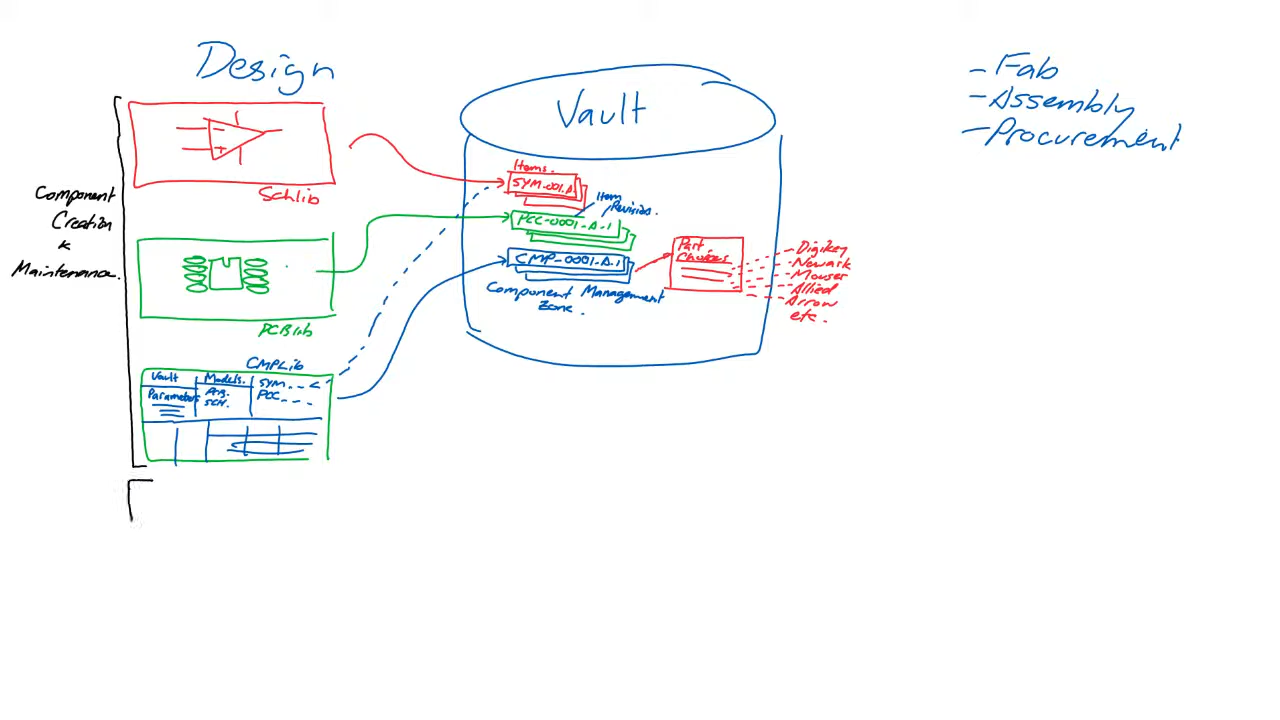 Design
Schlib
Component
Creation
&
Maintenance.
PCBlib
CMPLib
Vault
Models.
SYM
Parameters
SCH.
PCC
Vault
Items.
SYM-001-A
Item
Revision.
PCC-0001-A-1
CMP-0001-A-1
Component Management
Zone.
Part
Choices
Digikey
Newark
Mouser
Allied
Arrow
etc.
- Fab
- Assembly
- Procurement